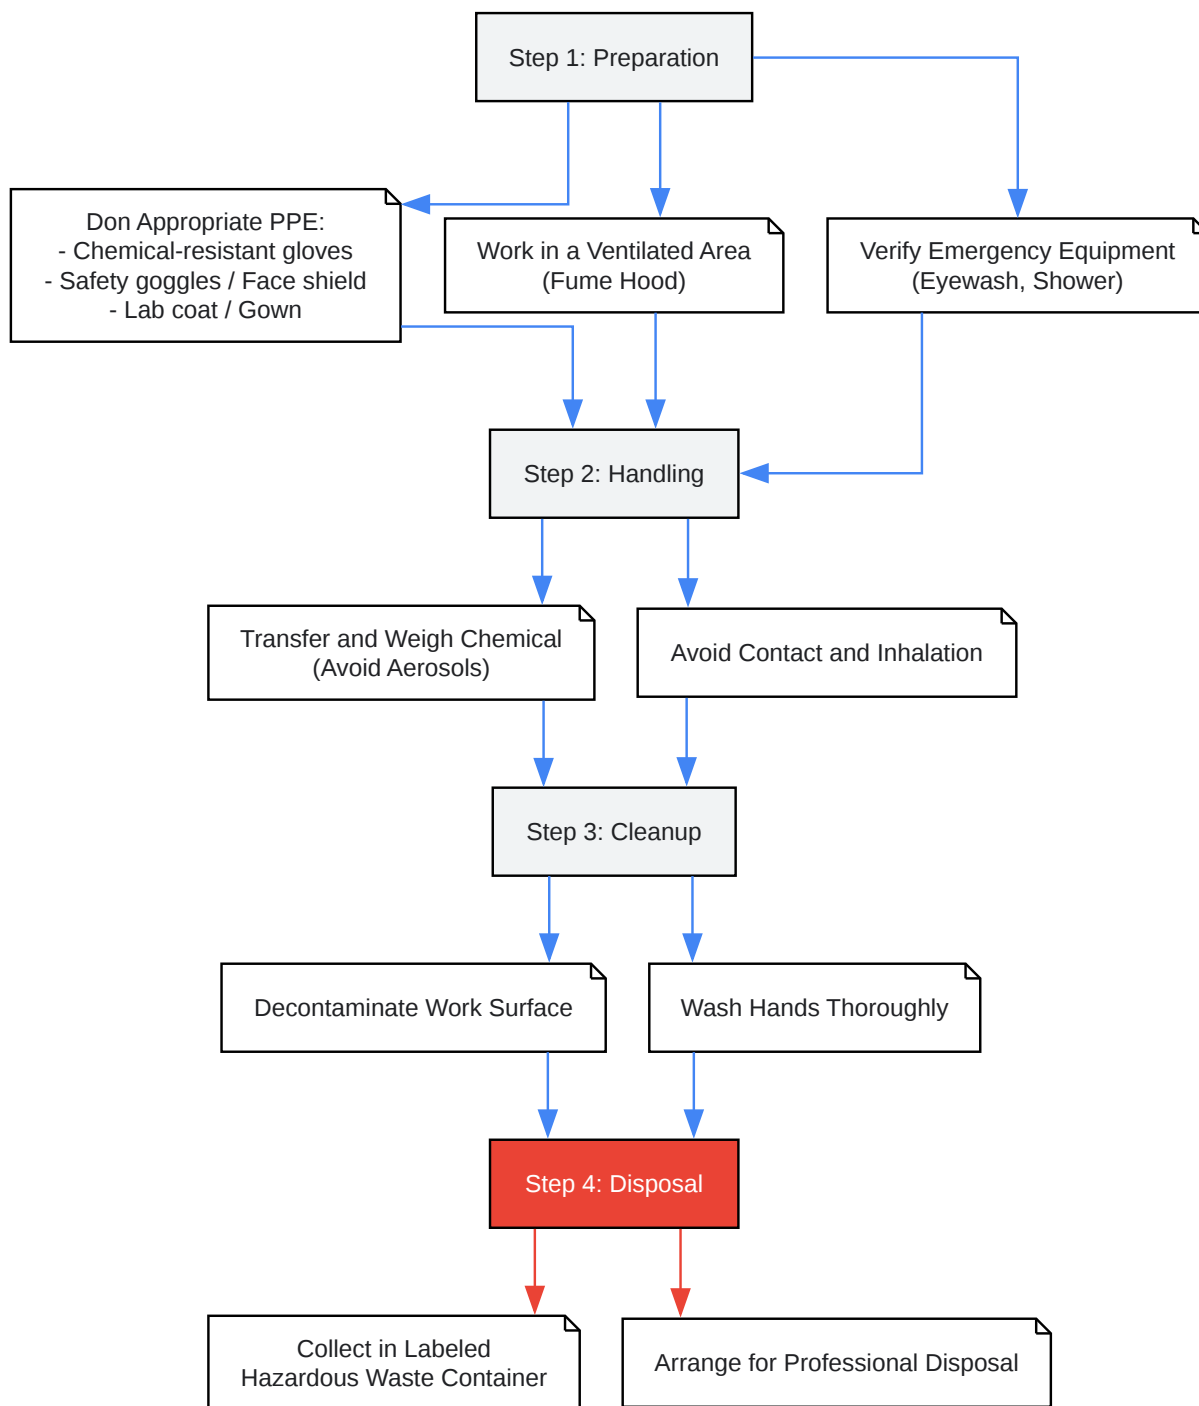 Step 1: Preparation
Don Appropriate PPE:
- Chemical-resistant gloves
- Safety goggles / Face shield
- Lab coat / Gown
Work in a Ventilated Area
(Fume Hood)
Verify Emergency Equipment
(Eyewash, Shower)
Step 2: Handling
Transfer and Weigh Chemical
(Avoid Aerosols)
Avoid Contact and Inhalation
Step 3: Cleanup
Decontaminate Work Surface
Wash Hands Thoroughly
Step 4: Disposal
Collect in Labeled
Hazardous Waste Container
Arrange for Professional Disposal